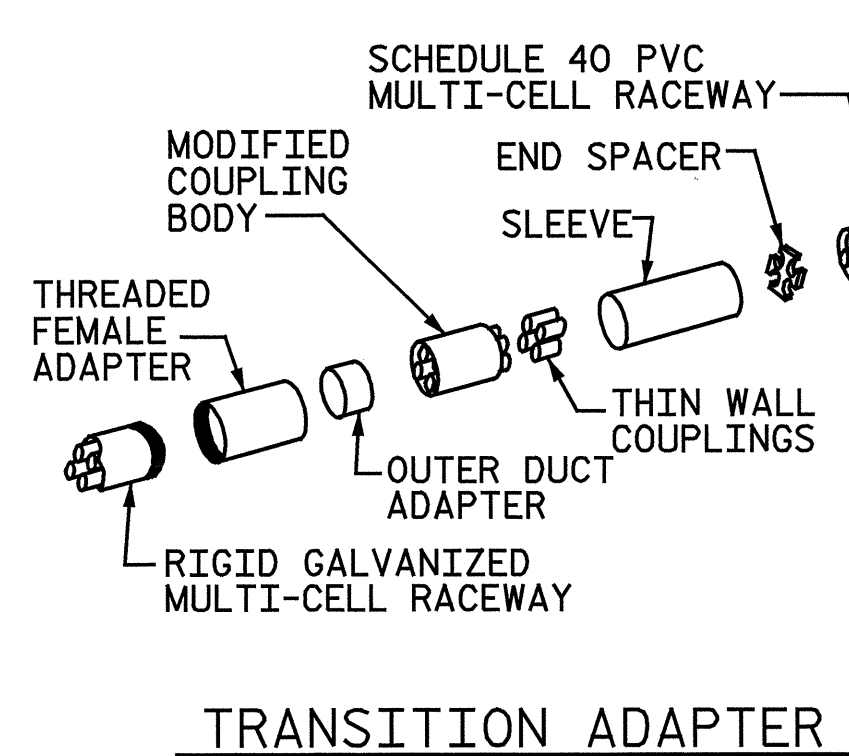 SCHEDULE 40 PVC
MULTI-CELL RACEWAY
MODIFIED
COUPLING
BODY
END SPACER
SLEEVE
THREADED
FEMALE
ADAPTER
THIN WALL
COUPLINGS
OUTER DUCT
ADAPTER
RIGID GALVANIZED
MULTI-CELL RACEWAY
TRANSITION ADAPTER